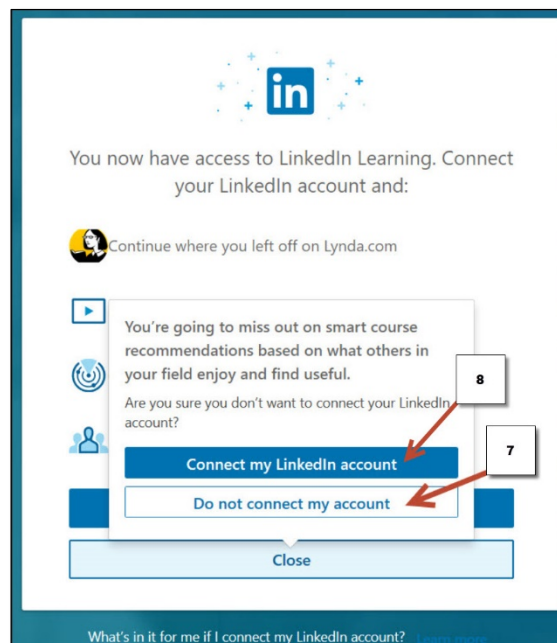 in
You now have access to LinkedIn Learning. Connect
your LinkedIn account and:
Continue where you left off on Lynda.com
You're going to miss out on smart course
recommendations based on what others in
your field enjoy and find useful.
8
Are you sure you don't want to connect your LinkedIn
account?
7
Connect my LinkedIn account
Do not connect my account
Close
What's in it for me if I connect my LinkedIn account? Learn more